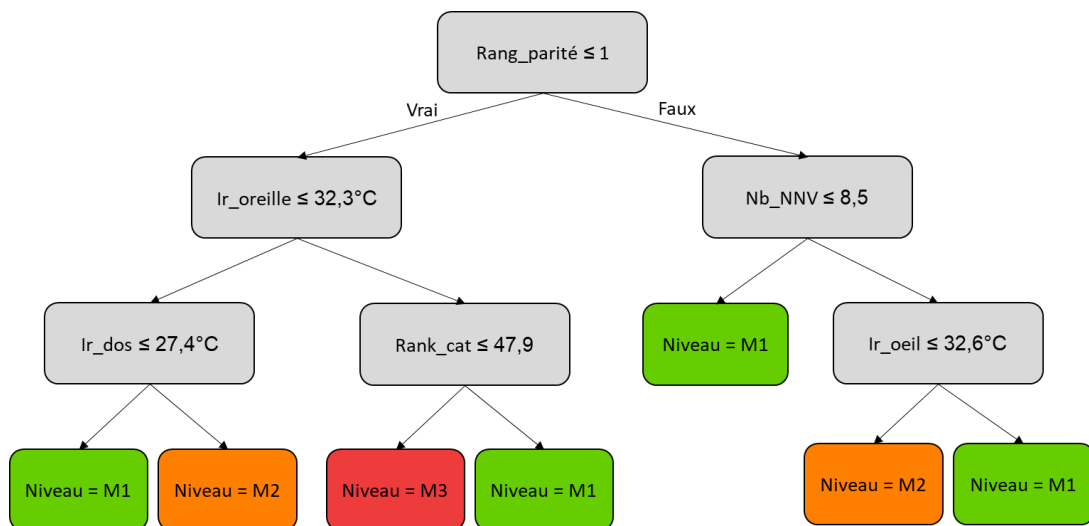 Rang_parité ≤ 1
Vrai
Faux
Ir_oreille ≤ 32,3°C
Nb_NNV ≤ 8,5
Ir_dos ≤ 27,4°C
Rank_cat ≤ 47,9
Niveau = M1
Ir_oeil ≤ 32,6°C
Niveau = M1
Niveau = M2
Niveau = M3
Niveau = M1
Niveau = M2
Niveau = M1